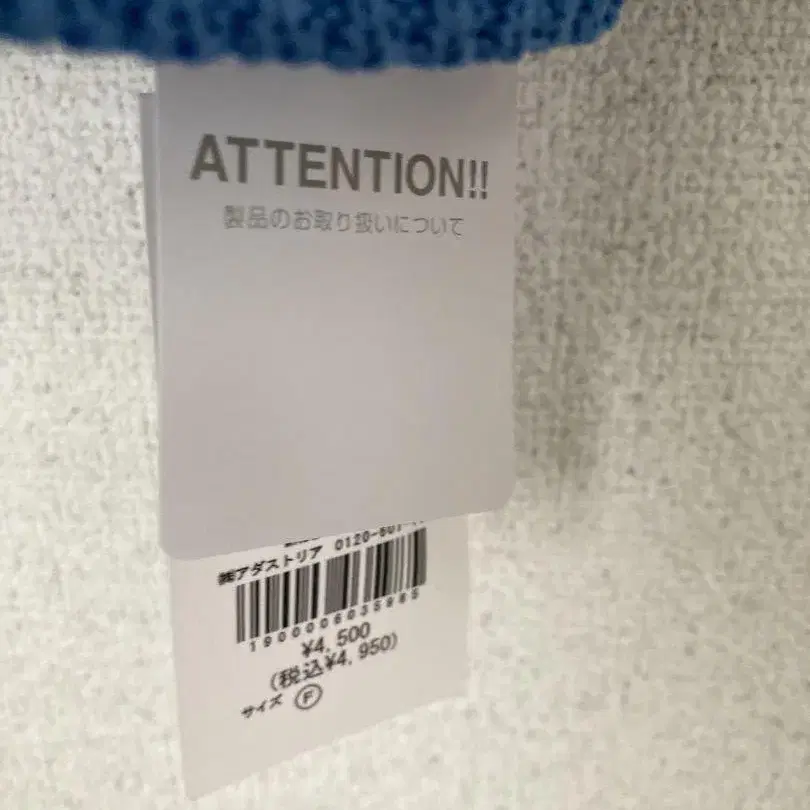 ATTENTION!!
製品のお取り扱いについて
㈱アダストリア 0120-601-
1900006035985
¥4,500
(税込¥4,950)
サイズ Ⓕ